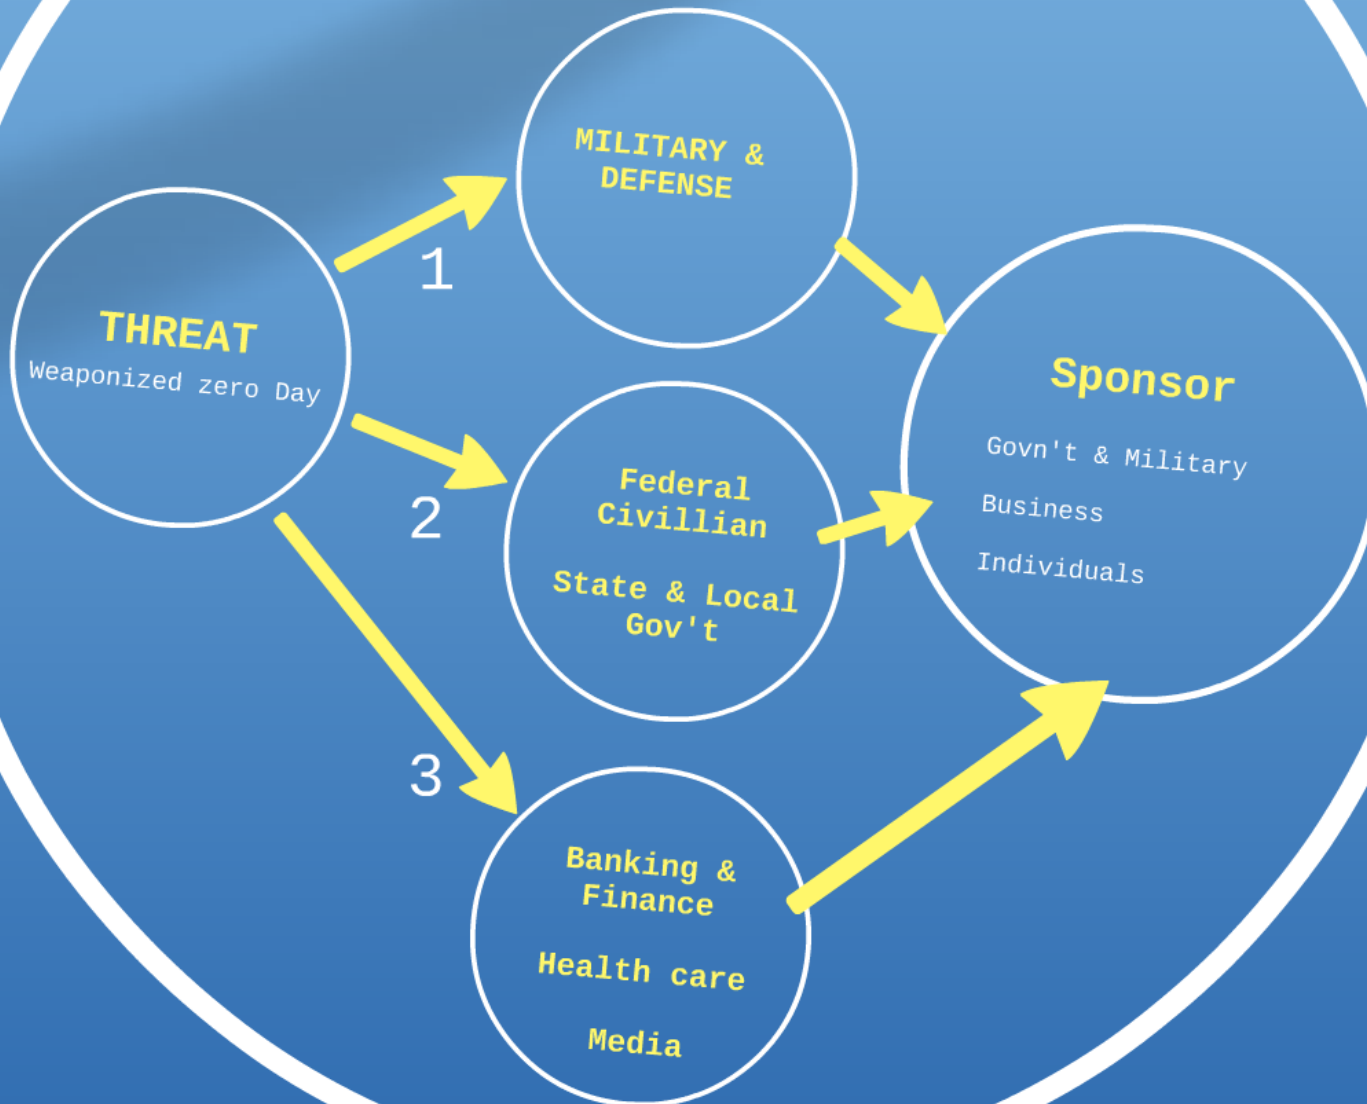 MILITARY &
DEFENSE
1
THREAT
Weaponized zero Day
2
Federal
Civillian
State & Local
Gov't
Sponsor
Govn't & Military
Business
Individuals
3
Banking &
Finance
Health care
Media